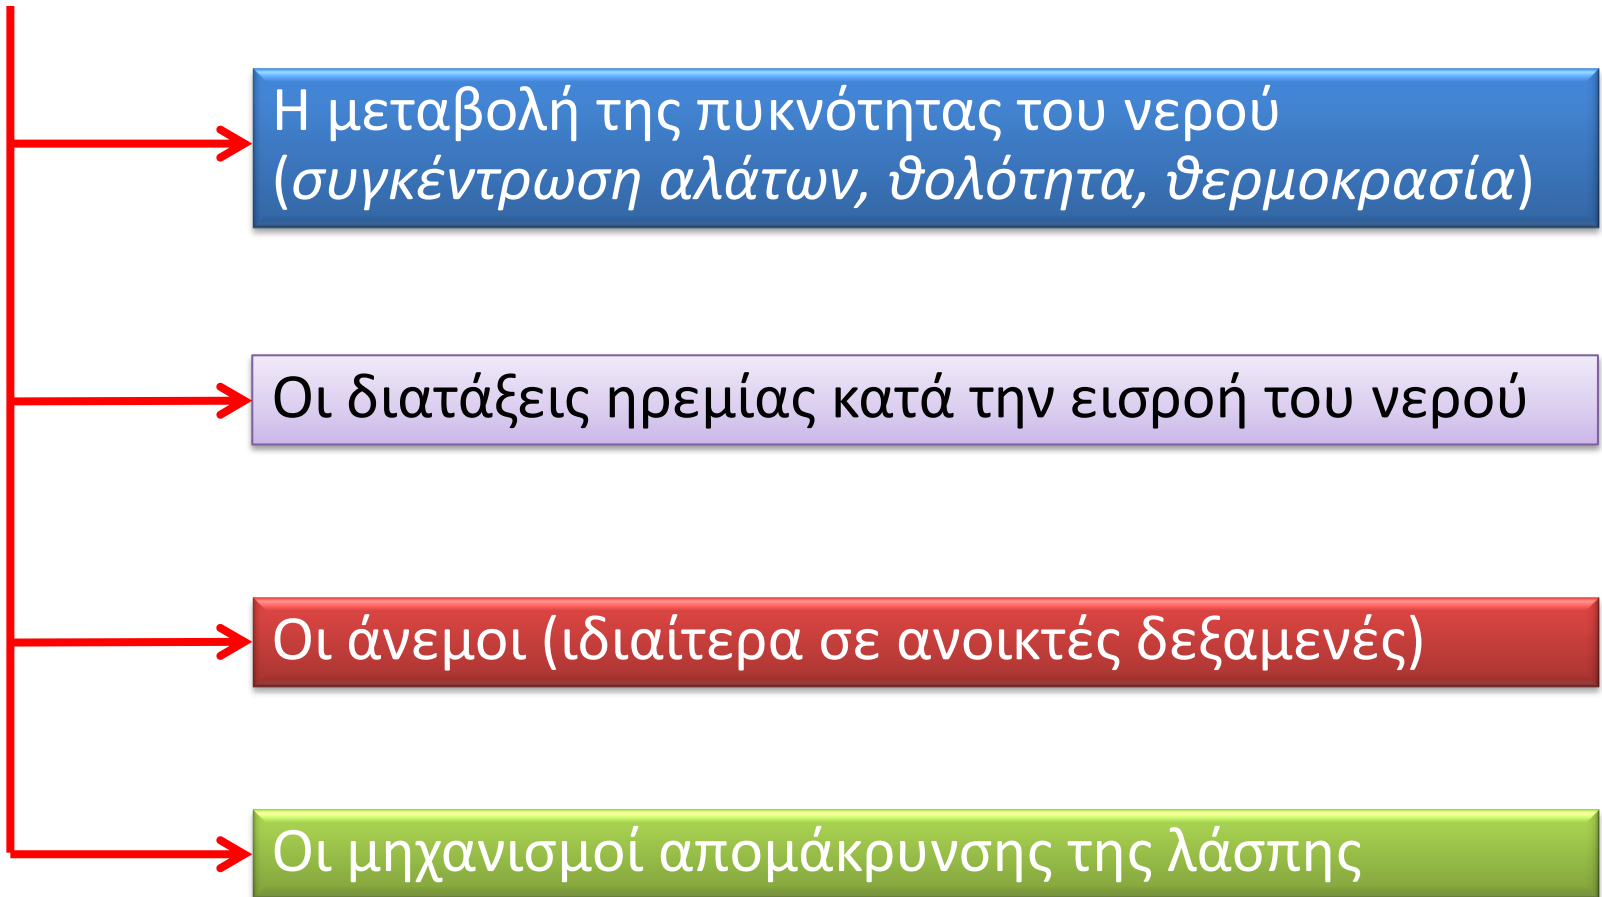 Η μεταβολή της πυκνότητας του νερού
(συγκέντρωση αλάτων, θολότητα, θερμοκρασία)
Οι διατάξεις ηρεμίας κατά την εισροή του νερού
Οι άνεμοι (ιδιαίτερα σε ανοικτές δεξαμενές)
Οι μηχανισμοί απομάκρυνσης της λάσπης